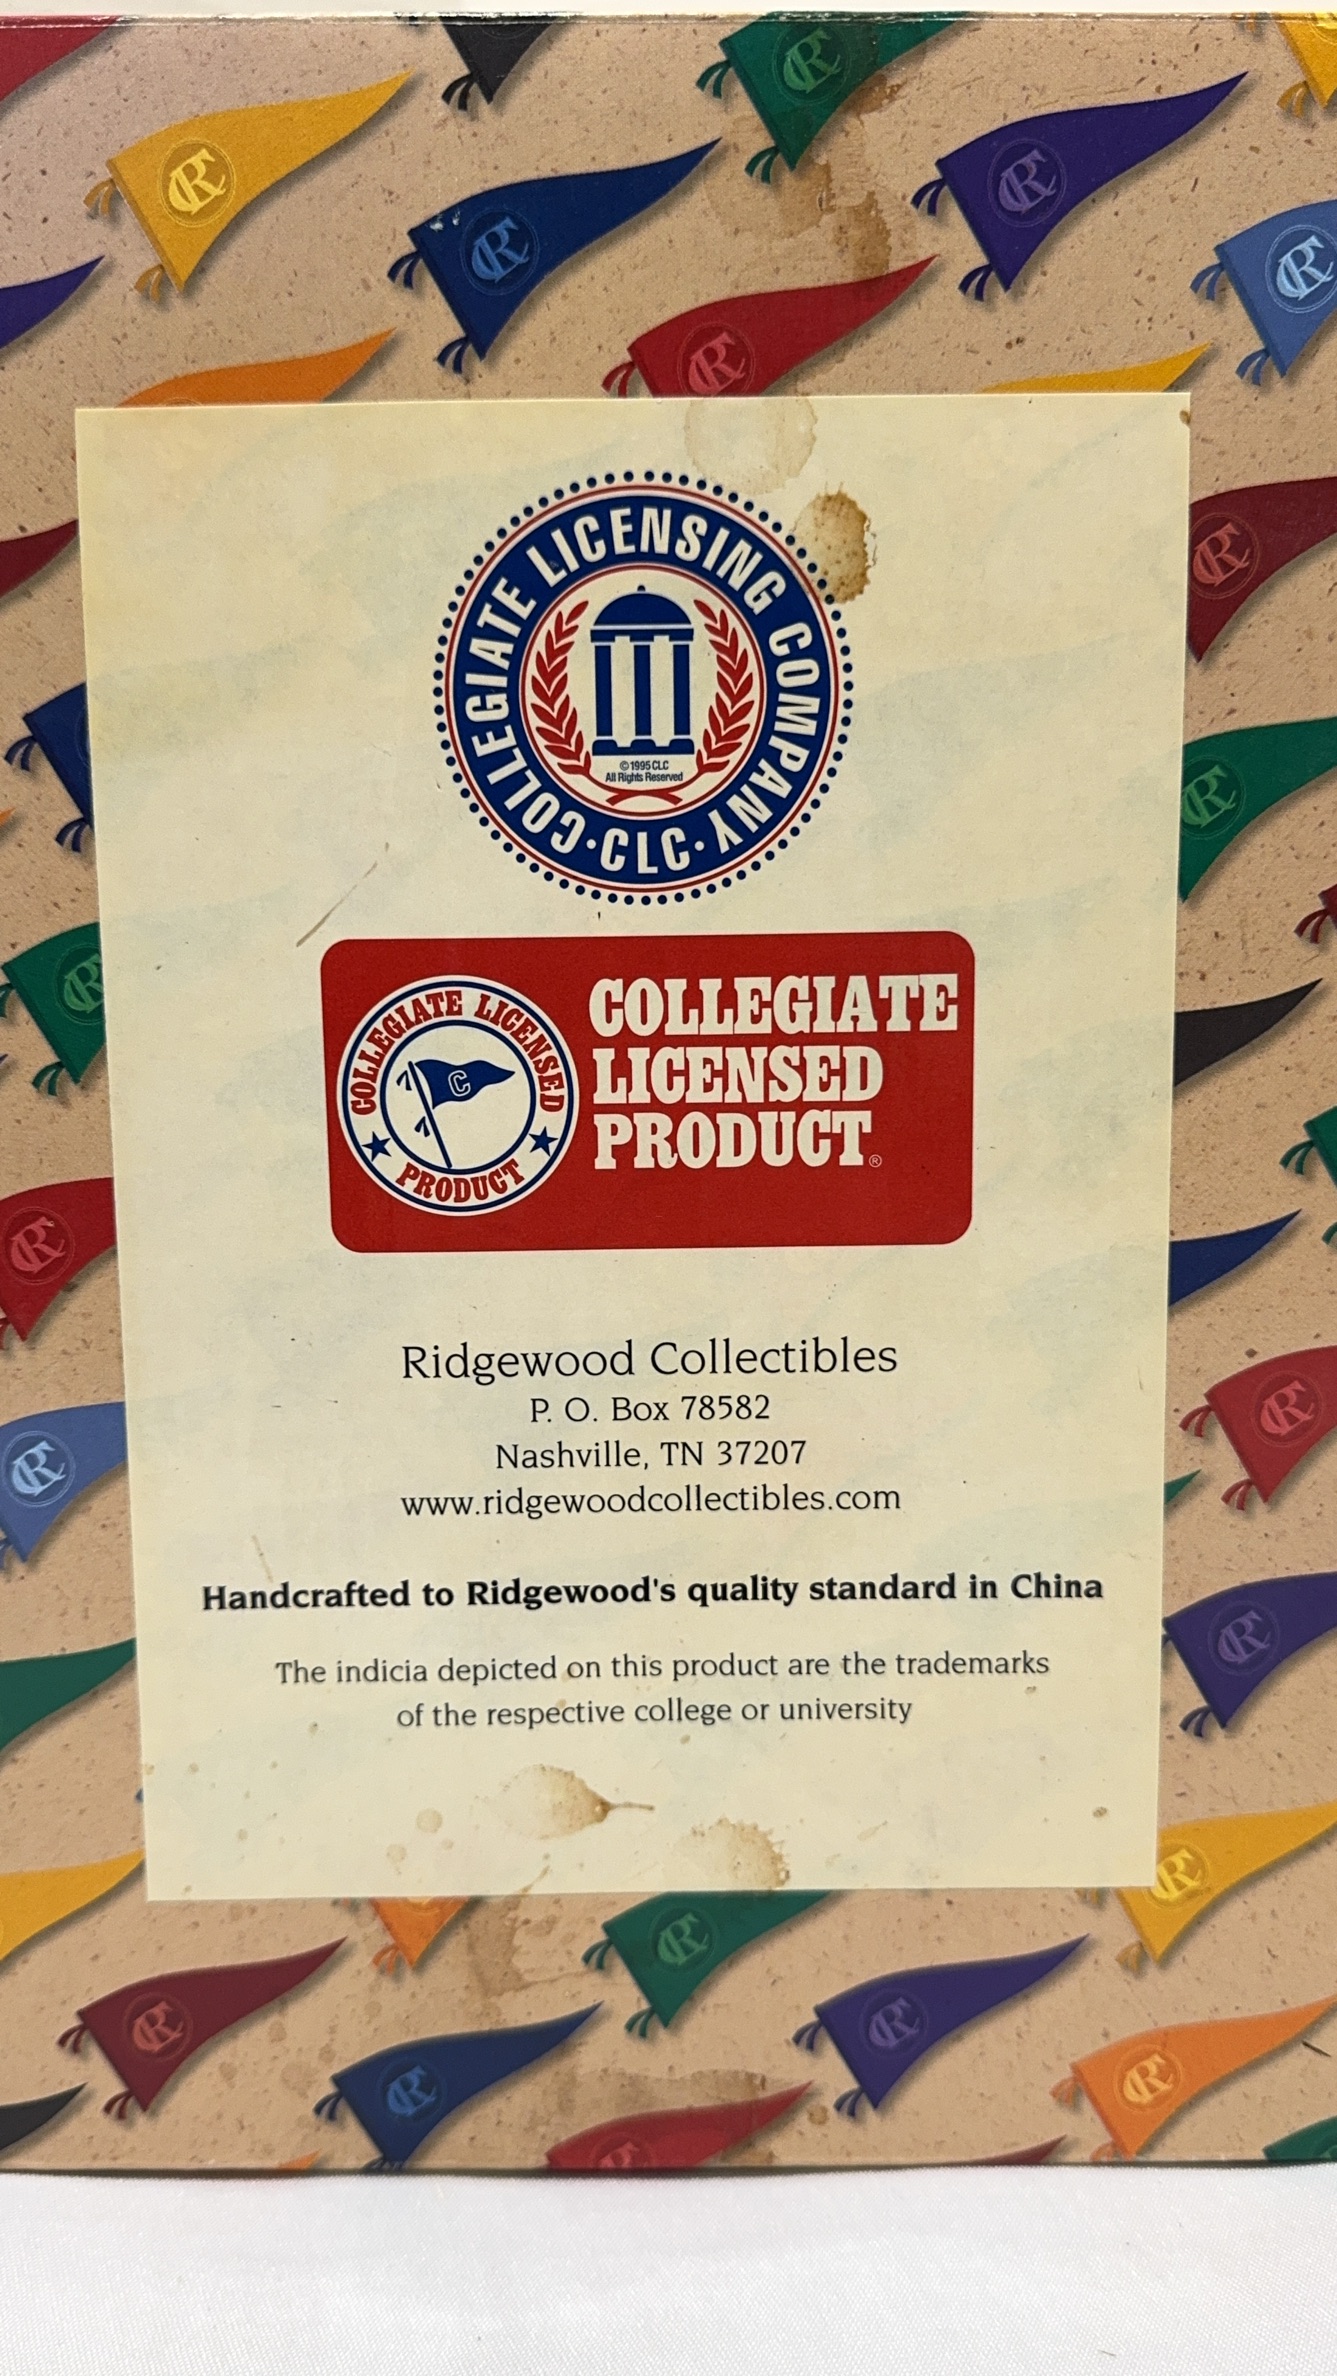 COLLEGIATE LICENSING COMPANY
·CLC·
©1995 CLC
All Rights Reserved
COLLEGIATE LICENSED
PRODUCT
C
COLLEGIATE
LICENSED
PRODUCT®
Ridgewood Collectibles
P. O. Box 78582
Nashville, TN 37207
www.ridgewoodcollectibles.com
Handcrafted to Ridgewood's quality standard in China
The indicia depicted on this product are the trademarks
of the respective college or university